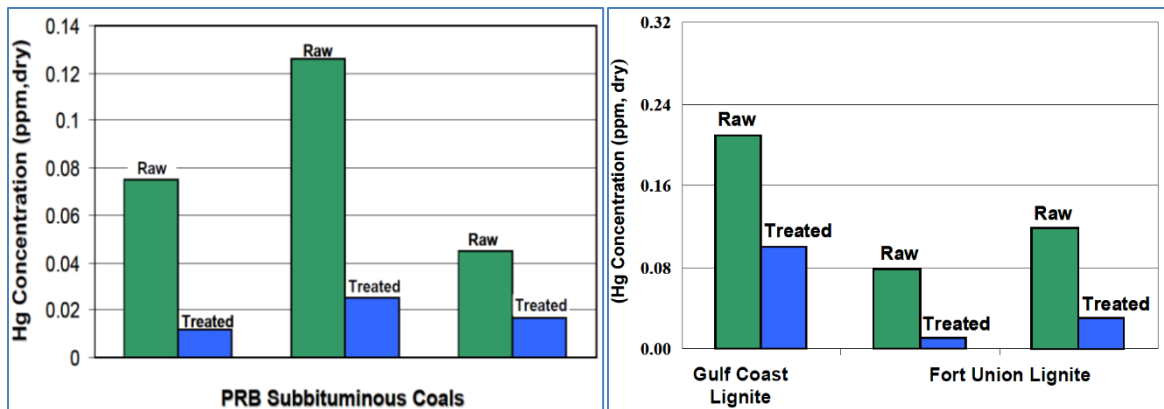 Hg Concentration (ppm,dry)
0.14
0.12
0.1
0.08
0.06
0.04
0.02
0
Raw
Treated
Raw
Treated
Raw
Treated
PRB Subbituminous Coals
(Hg Concentration (ppm, dry)
0.32
0.24
0.16
0.08
0.00
Raw
Treated
Raw
Treated
Raw
Treated
Gulf Coast
Lignite
Fort Union Lignite